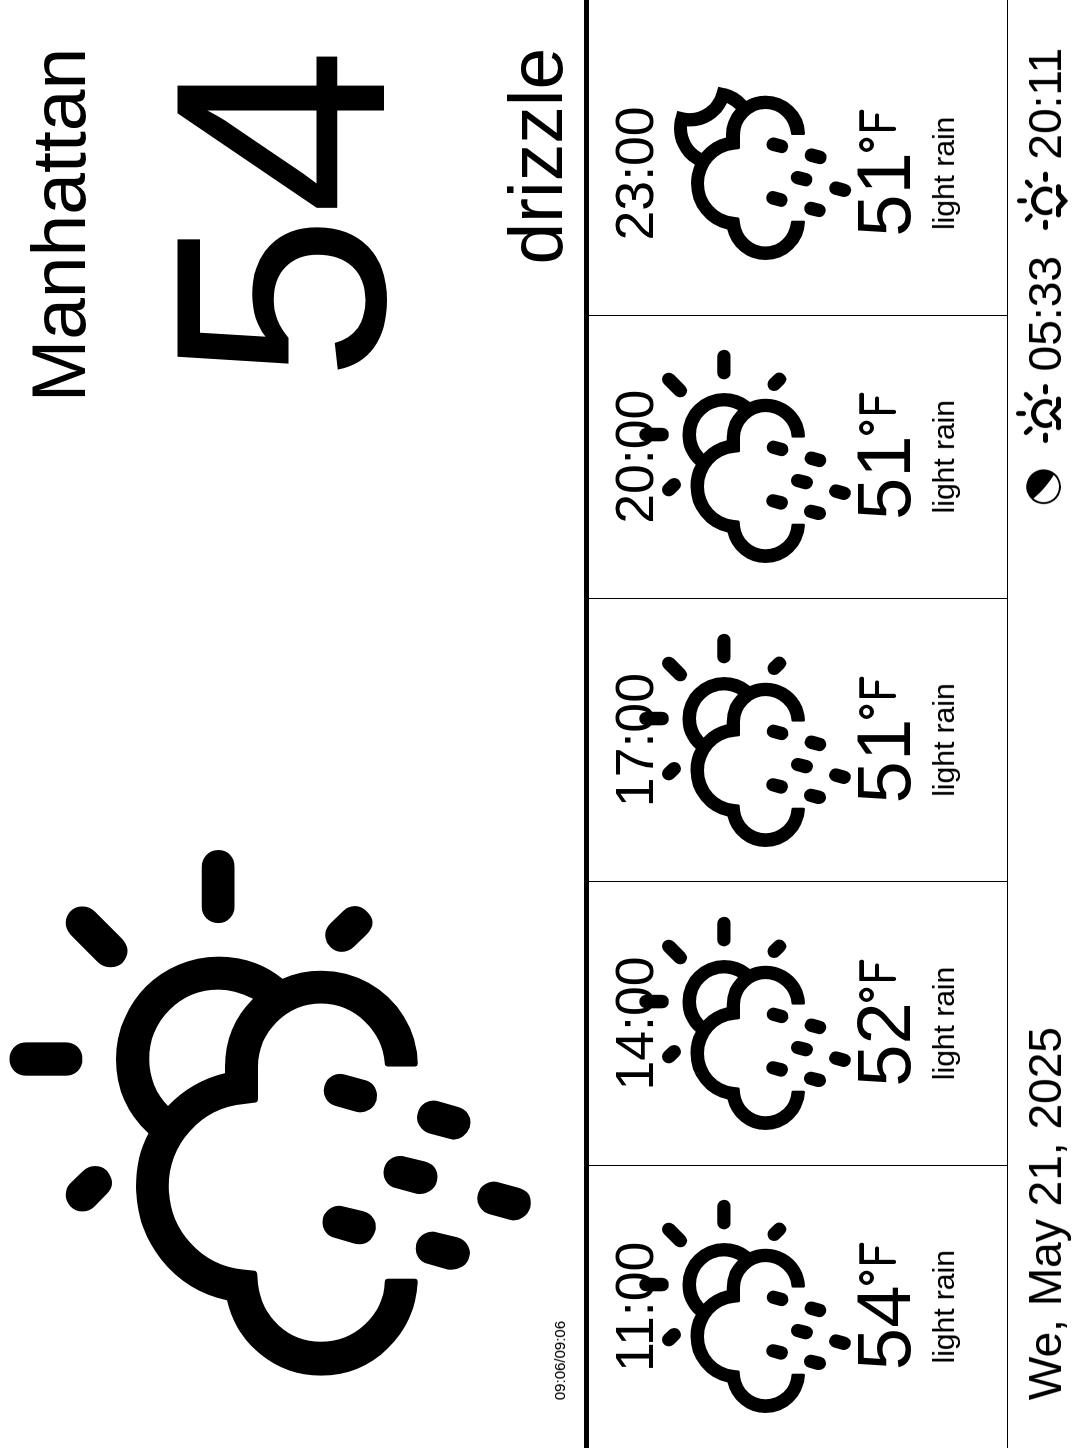 Manhattan
54
drizzle
09:06/09:06
11:00 14:00 17:00 20:00 23:00
54°F 52°F 51°F 51°F 51°F
light rain light rain light rain light rain light rain
We, May 21, 2025 05:33 20:11